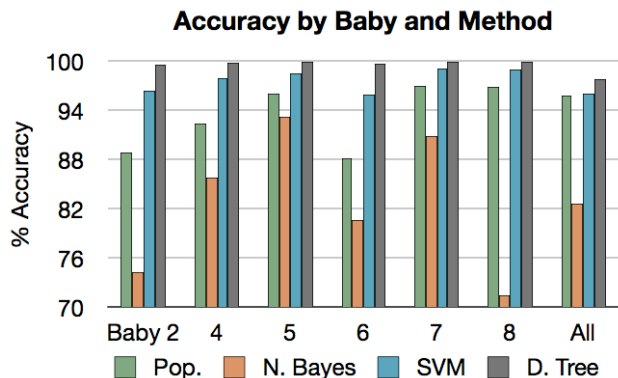 Accuracy by Baby and Method
% Accuracy
100
94
88
82
76
70
Baby 2 4 5 6 7 8 All
Pop. N. Bayes SVM D. Tree